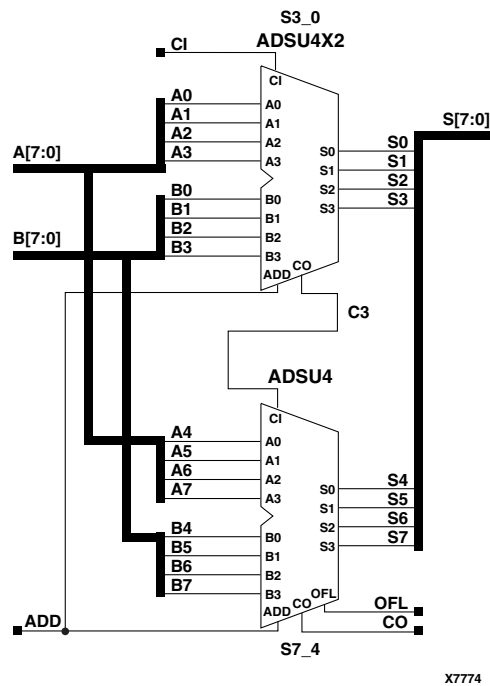 S3_0
ADSU4X2
CI
CI
A0 A0
A1 A1
A2 A2
A3 A3
A[7:0]
S[7:0]
S0 S0
S1 S1
S2 S2
S3 S3
B0 B0
B1 B1
B2 B2
B3 B3
B[7:0]
ADD CO
C3
ADSU4
CI
A4 A0
A5 A1
A6 A2
A7 A3
S0 S4
S1 S5
S2 S6
S3 S7
B4 B0
B5 B1
B6 B2
B7 B3
ADD CO OFL
OFL
ADD
CO
S7_4
X7774